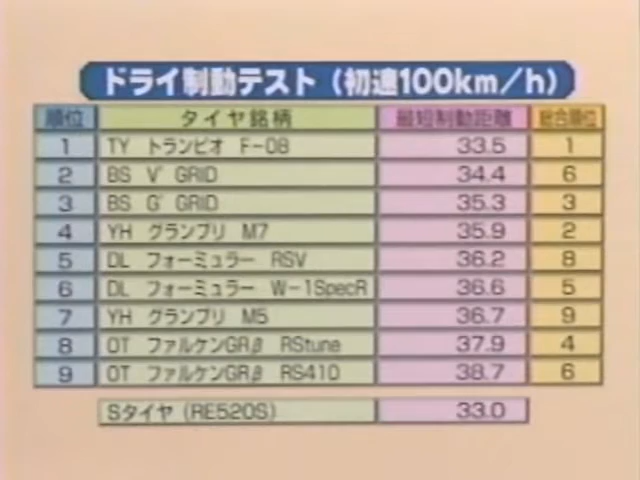 ドライ制動テスト（初速100km／h）
順位 タイヤ銘柄 最短制動距離 総合順位
1 TY トランピオ F-08 33.5 1
2 BS V' GRID 34.4 6
3 BS G' GRID 35.3 3
4 YH グランプリ M7 35.9 2
5 DL フォーミュラー RSV 36.2 8
6 DL フォーミュラー W-1SpecR 36.6 5
7 YH グランプリ M5 36.7 9
8 OT ファルケンGRβ RStune 37.9 4
9 OT ファルケンGRβ RS410 38.7 6
Sタイヤ（RE520S） 33.0